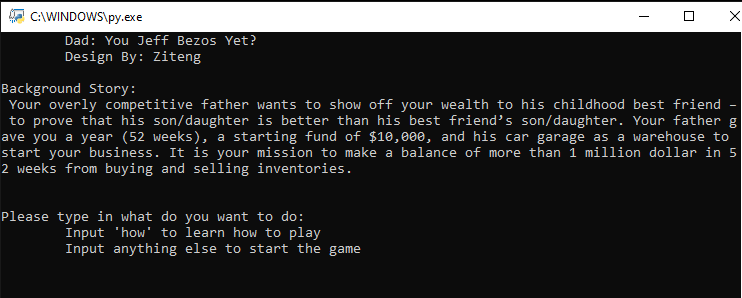 C:\WINDOWS\py.exe
Dad: You Jeff Bezos Yet?
Design By: Ziteng
Background Story:
Your overly competitive father wants to show off your wealth to his childhood best friend –
to prove that his son/daughter is better than his best friend’s son/daughter. Your father g
ave you a year (52 weeks), a starting fund of $10,000, and his car garage as a warehouse to
start your business. It is your mission to make a balance of more than 1 million dollar in 5
2 weeks from buying and selling inventories.
Please type in what do you want to do:
Input 'how' to learn how to play
Input anything else to start the game